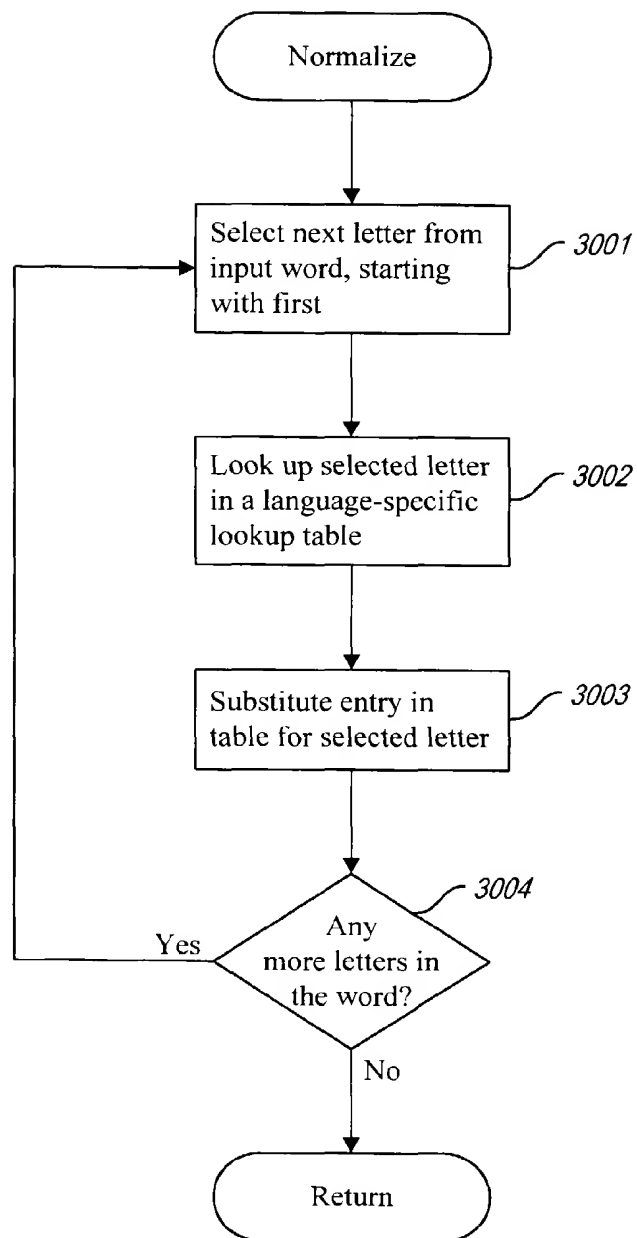 Normalize
Select next letter from
input word, starting
with first
3001
Look up selected letter
in a language-specific
lookup table
3002
Substitute entry in
table for selected letter
3003
3004
Any
more letters in
the word?
Yes
No
Return